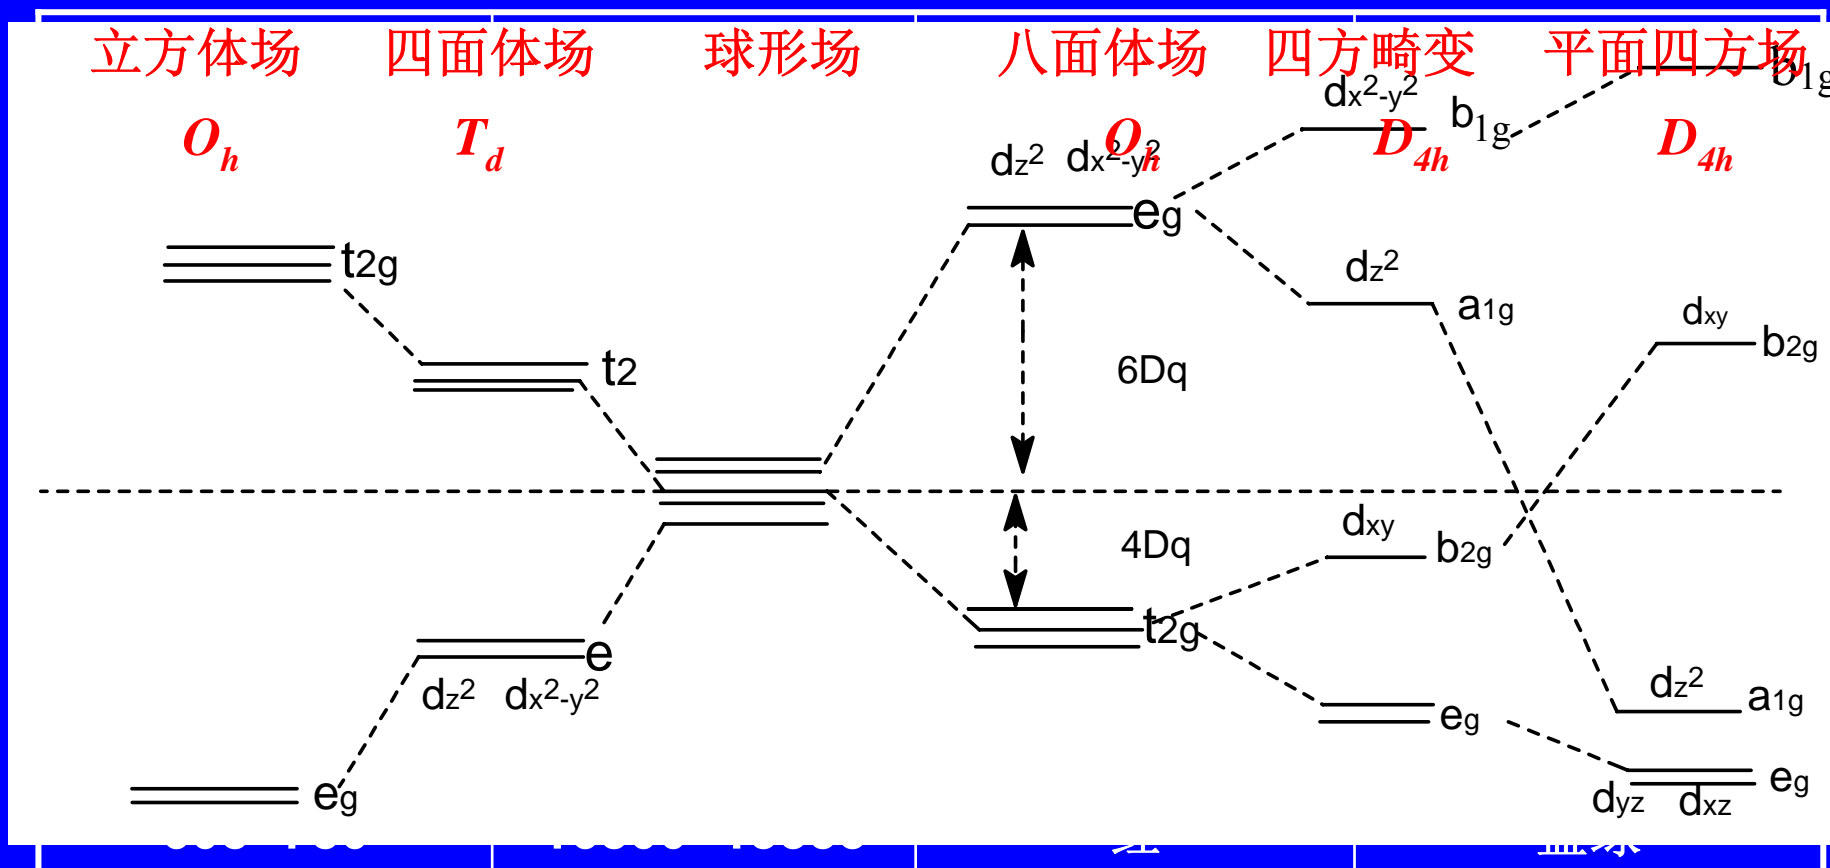 立方体场 四面体场 球形场 八面体场 四方畸变 平面四方场
Oh Td Oh D4h D4h
dx²-y² b1g b1g
dz² dx²-y² eg
t2g
dz² a1g
dxy b2g
t2
6Dq
dxy b2g
4Dq
t2g
e
dz² dx²-y²
dz² a1g
eg
eg
dyz dxz eg